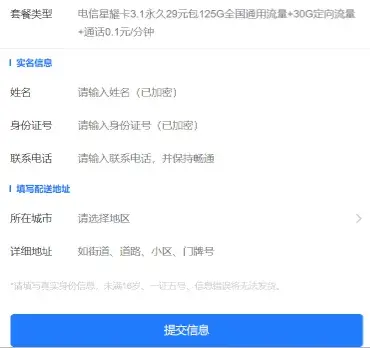 套餐类型 电信星耀卡3.1永久29元包125G全国通用流量+30G定向流量
+通话0.1元/分钟
实名信息
姓名 请输入姓名（已加密）
身份证号 请输入身份证号（已加密）
联系电话 请输入联系电话，并保持畅通
填写配送地址
所在城市 请选择地区
详细地址 如街道、道路、小区、门牌号
*请填写真实身份信息，未满16岁、一证五号、信息错误将无法发货。
提交信息